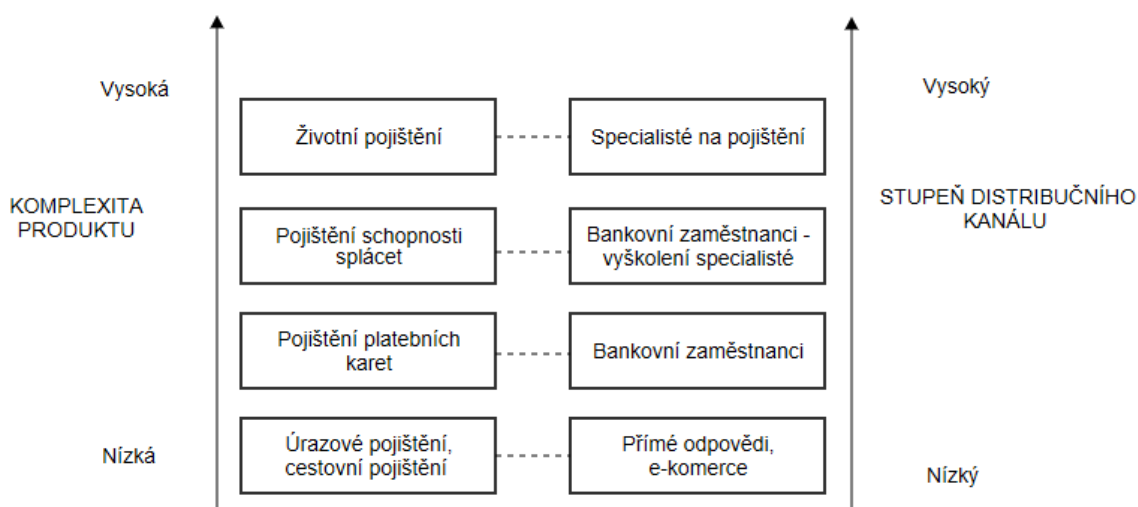 Vysoká
Vysoký
Životní pojištění
Specialisté na pojištění
KOMPLEXITA
PRODUKTU
STUPEŇ DISTRIBUČNÍHO
KANÁLU
Pojištění schopnosti
splácet
Bankovní zaměstnanci -
vyškolení specialisté
Pojištění platebních
karet
Bankovní zaměstnanci
Nízká
Úrazové pojištění,
cestovní pojištění
Přímé odpovědi,
e-komerce
Nízký